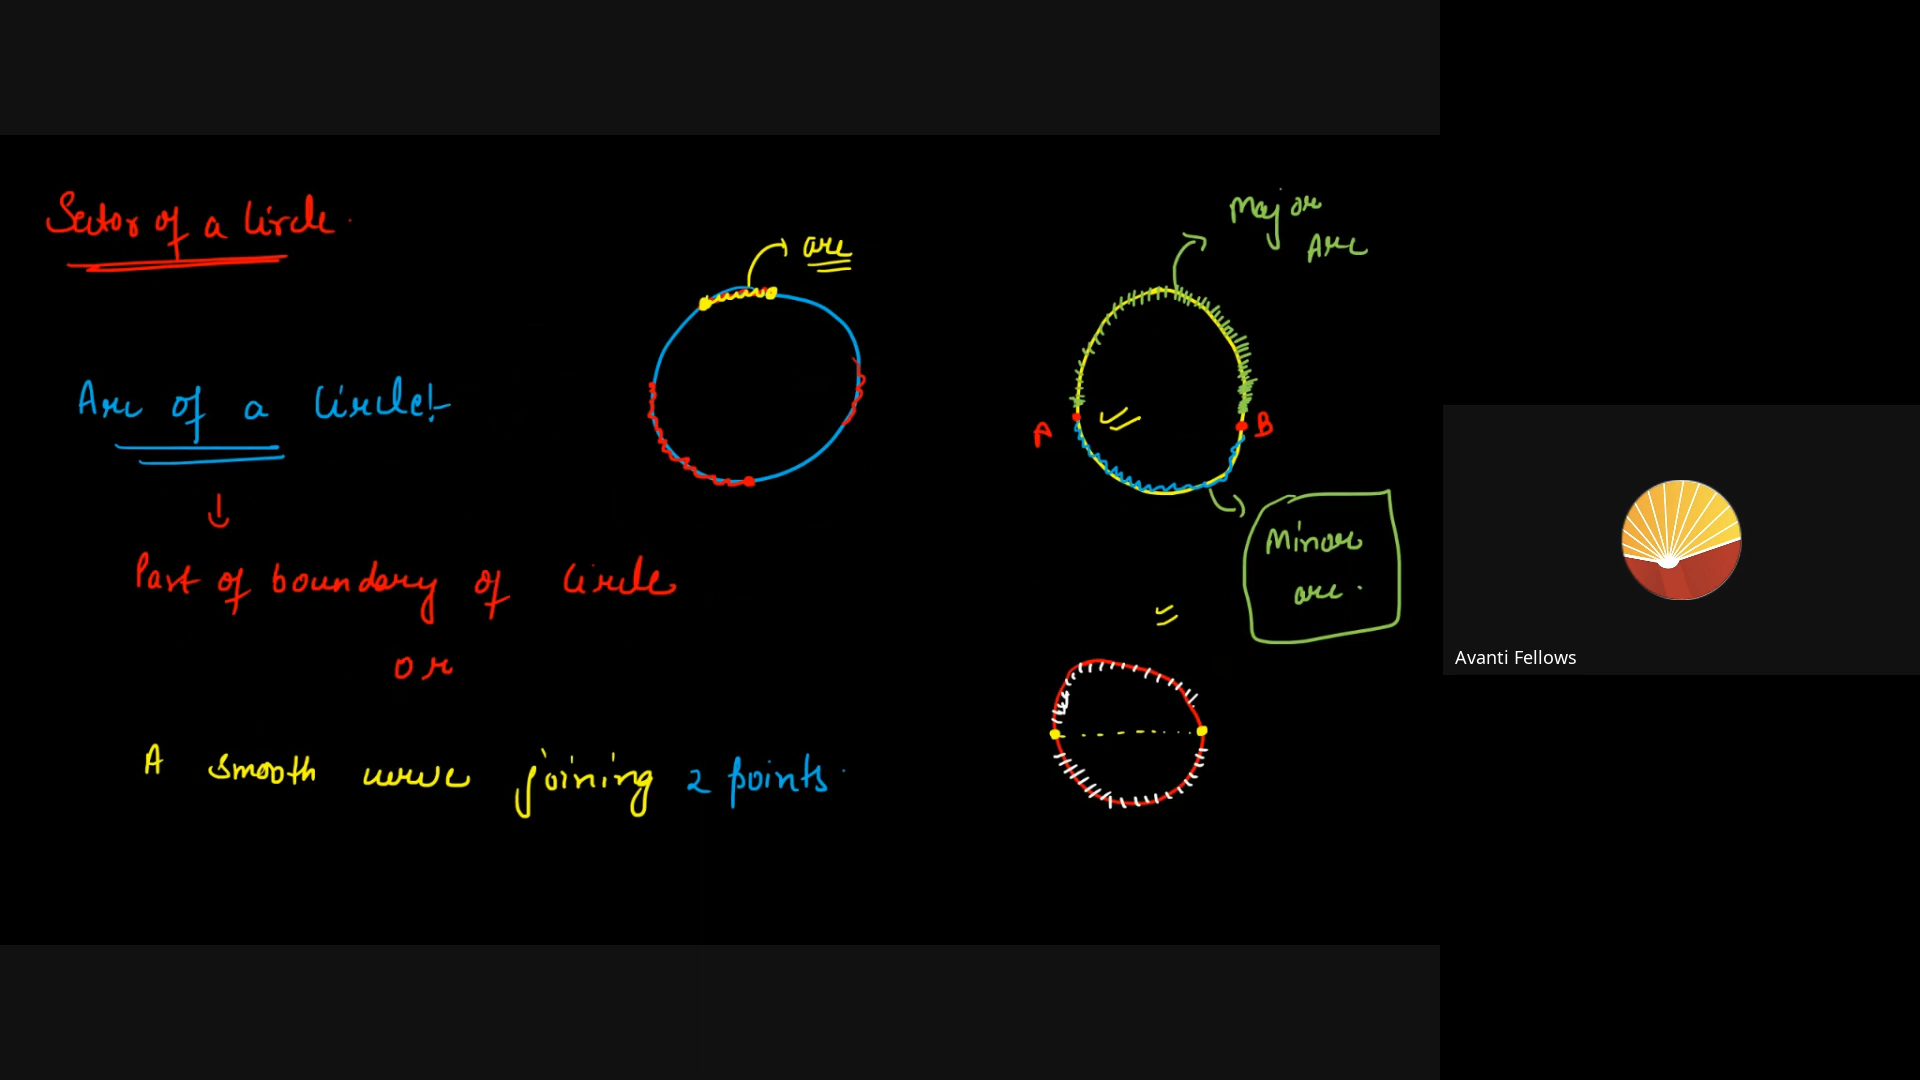 Sector of a Circle.
Arc of a Circle:-
Part of boundary of Circle
or
A smooth curve joining 2 points.
arc
Major
Arc
A
B
Minor
arc.
Avanti Fellows